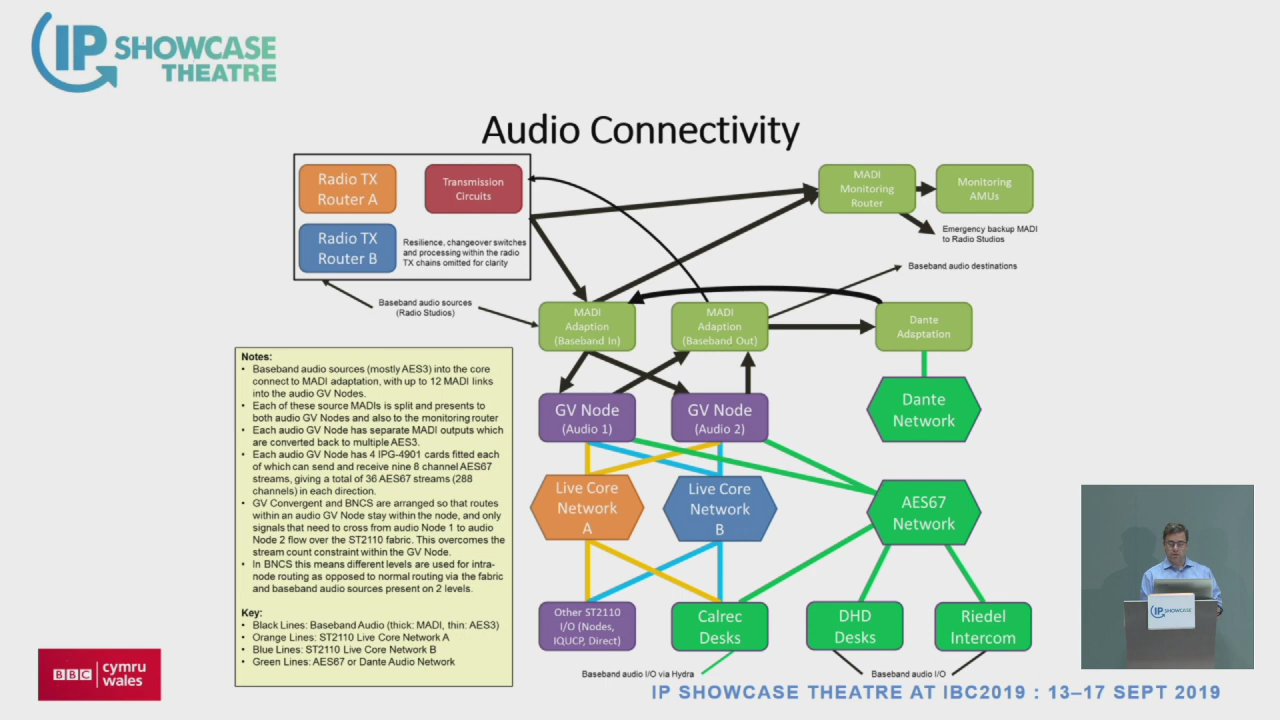 IP SHOWCASE
THEATRE
Audio Connectivity
Radio TX
Router A
Transmission
Circuits
Radio TX
Router B
Resilience, changeover switches
and processing within the radio
TX chains omitted for clarity
MADI
Monitoring
Router
Monitoring
AMUs
Emergency backup MADI
to Radio Studios
Baseband audio destinations
Baseband audio sources
(Radio Studios)
MADI
Adaption
(Baseband In)
MADI
Adaption
(Baseband Out)
Dante
Adaptation
Notes:
• Baseband audio sources (mostly AES3) into the core
connect to MADI adaptation, with up to 12 MADI links
into the audio GV Nodes.
• Each of these source MADIs is split and presents to
both audio GV Nodes and also to the monitoring router
• Each audio GV Node has separate MADI outputs which
are converted back to multiple AES3.
• Each audio GV Node has 4 IPG-4901 cards fitted each
of which can send and receive nine 8 channel AES67
streams, giving a total of 36 AES67 streams (288
channels) in each direction.
• GV Convergent and BNCS are arranged so that routes
within an audio GV Node stay within the node, and only
signals that need to cross from audio Node 1 to audio
Node 2 flow over the ST2110 fabric. This overcomes the
stream count constraint within the GV Node.
• In BNCS this means different levels are used for intra-
node routing as opposed to normal routing via the fabric
and baseband audio sources present on 2 levels.
Key:
• Black Lines: Baseband Audio (thick: MADI, thin: AES3)
• Orange Lines: ST2110 Live Core Network A
• Blue Lines: ST2110 Live Core Network B
• Green Lines: AES67 or Dante Audio Network
GV Node
(Audio 1)
GV Node
(Audio 2)
Dante
Network
Live Core
Network
A
Live Core
Network
B
AES67
Network
Other ST2110
I/O (Nodes,
IQUCP, Direct)
Calrec
Desks
DHD
Desks
Riedel
Intercom
Baseband audio I/O via Hydra
Baseband audio I/O
IP SHOWCASE
BBC
cymru
wales
IP SHOWCASE THEATRE AT IBC2019 : 13–17 SEPT 2019